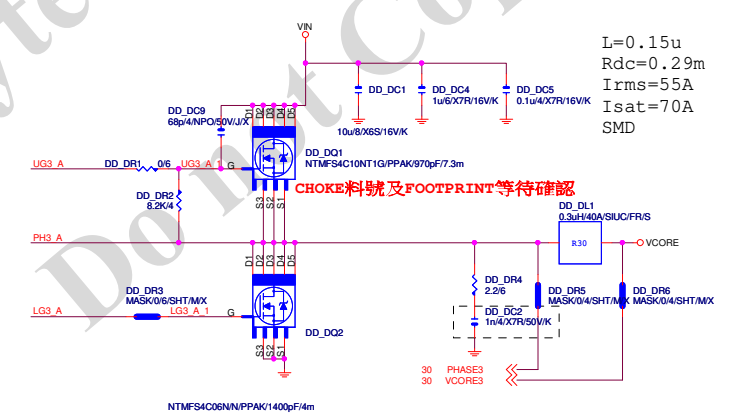 Do not Co
VIN
L=0.15u
Rdc=0.29m
Irms=55A
Isat=70A
SMD
DD_DC1
10u/8/X6S/16V/K
DD_DC4
1u/6/X7R/16V/K
DD_DC5
0.1u/4/X7R/16V/K
DD_DC9
68p/4/NPO/50V/J/X
D1
D2
D3
D4
D5
DD_DQ1
NTMFS4C10NT1G/PPAK/970pF/7.3m
UG3_A
DD_DR1
0/6
UG3_A_1
G
S3
S2
S1
CHOKE料號及FOOTPRINT等待確認
DD_DR2
8.2K/4
DD_DL1
0.3uH/40A/SIUC/FR/S
R30
VCORE
PH3_A
D1
D2
D3
D4
D5
DD_DR3
MASK/0/6/SHT/M/X
LG3_A
LG3_A_1
G
S3
S2
S1
DD_DQ2
NTMFS4C06N/N/PPAK/1400pF/4m
DD_DR4
2.2/6
DD_DC2
1n/4/X7R/50V/K
DD_DR5
MASK/0/4/SHT/M/X
DD_DR6
MASK/0/4/SHT/M/X
30 PHASE3
30 VCORE3